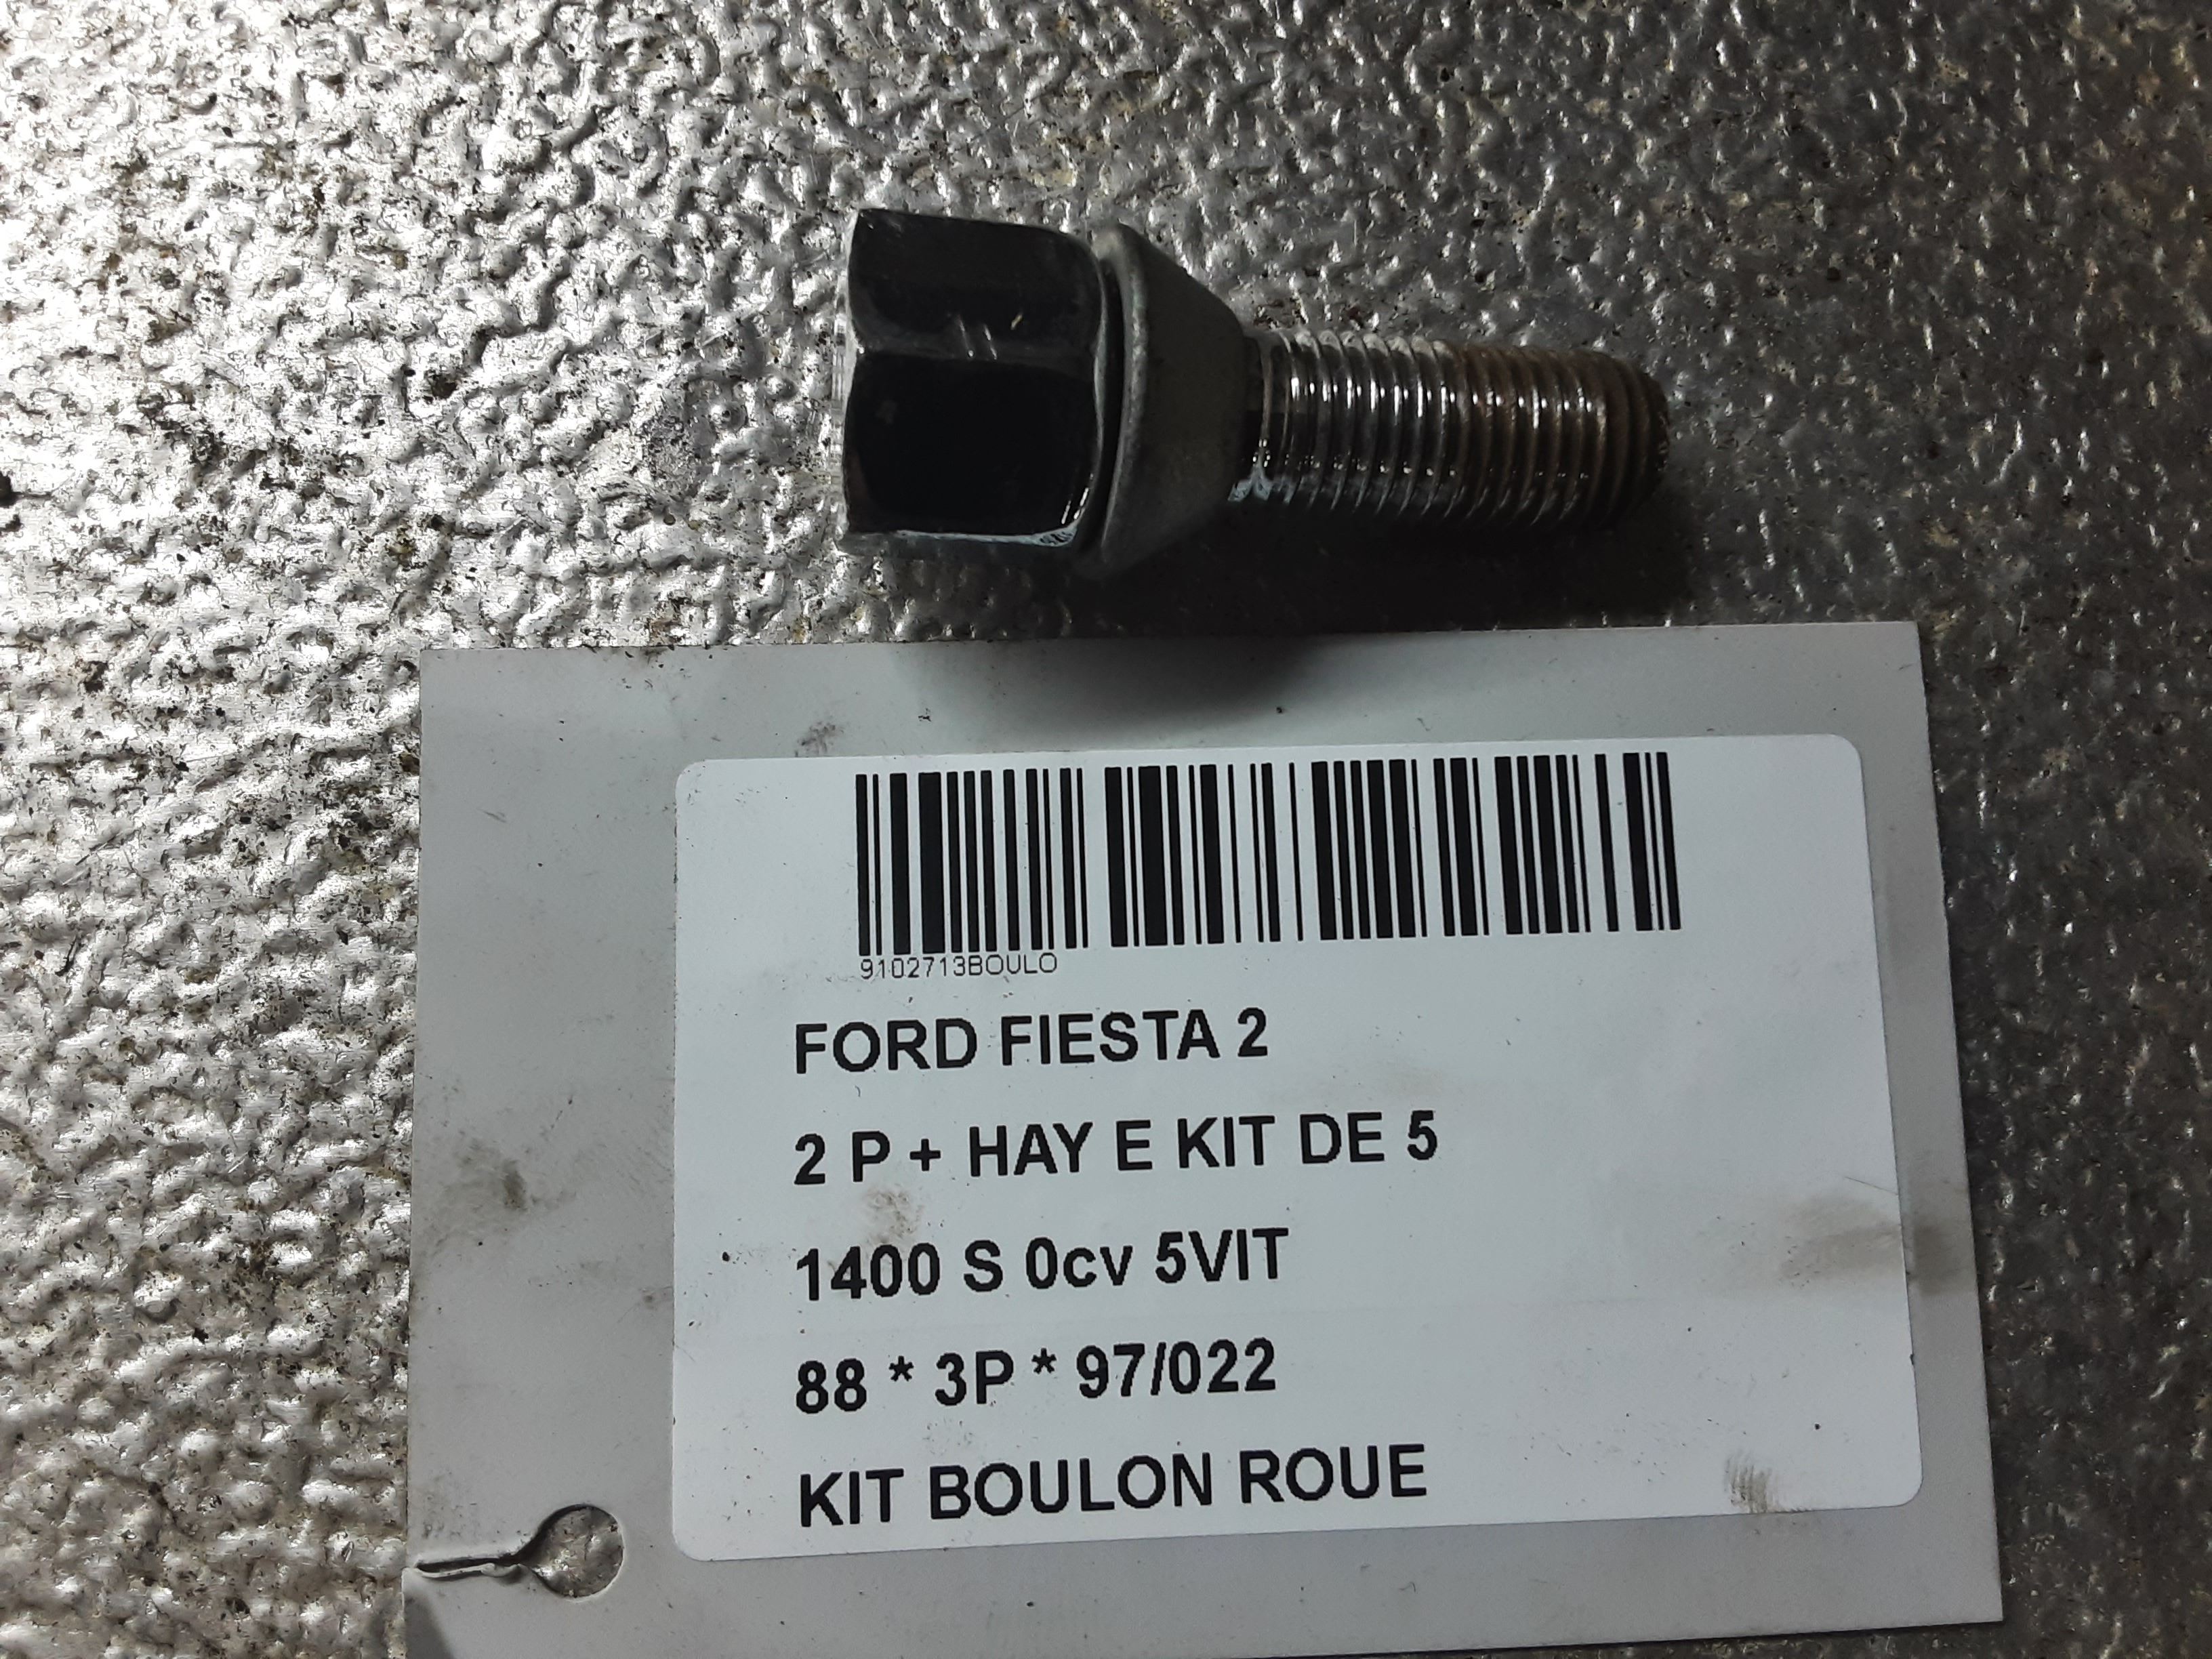 9102713BOULO
FORD FIESTA 2
2 P + HAY E KIT DE 5
1400 S 0cv 5VIT
88 * 3P * 97/022
KIT BOULON ROUE